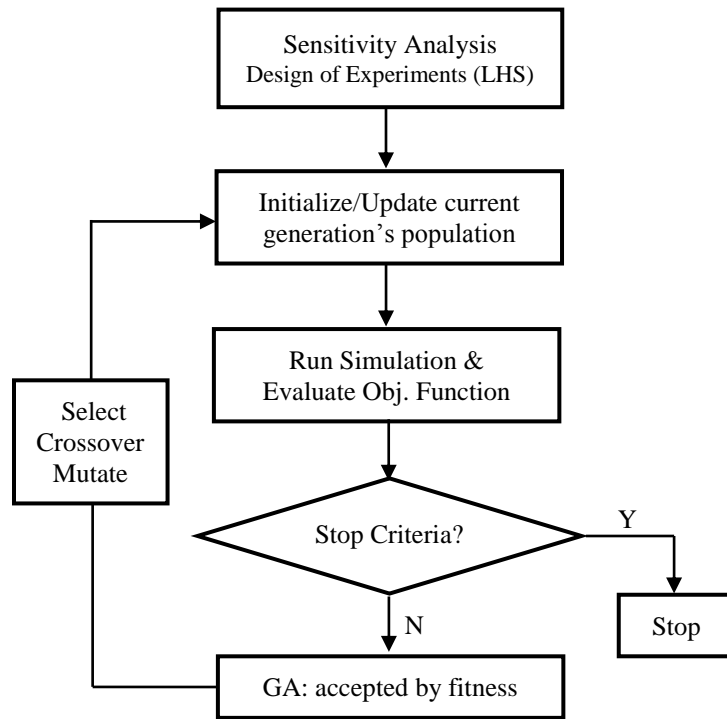 Sensitivity Analysis
Design of Experiments (LHS)
Initialize/Update current
generation’s population
Run Simulation &
Evaluate Obj. Function
Select
Crossover
Mutate
Stop Criteria?
Y
N
Stop
GA: accepted by fitness